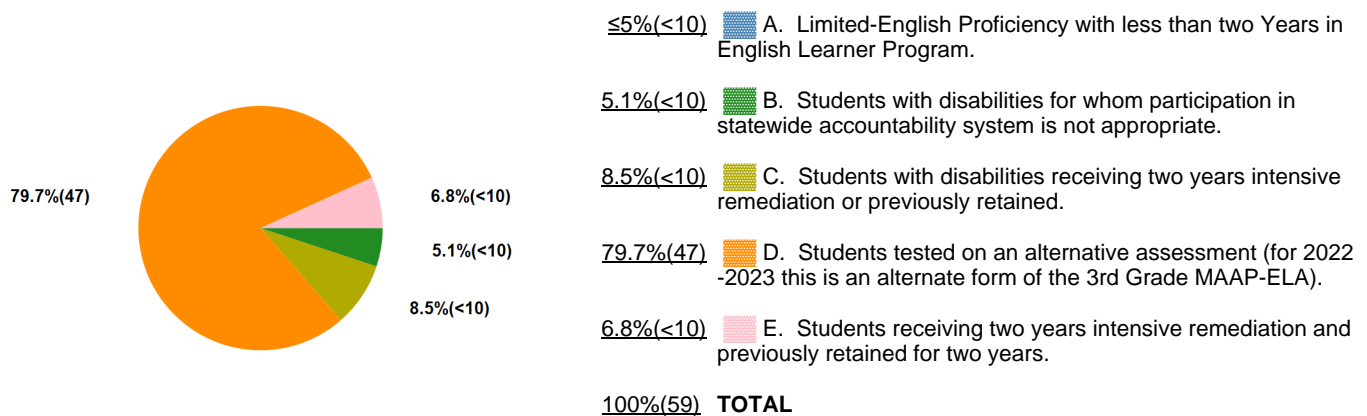 79.7%(47)
6.8%(<10)
5.1%(<10)
8.5%(<10)
≤5%(<10) A. Limited-English Proficiency with less than two Years in
English Learner Program.
5.1%(<10) B. Students with disabilities for whom participation in
statewide accountability system is not appropriate.
8.5%(<10) C. Students with disabilities receiving two years intensive
remediation or previously retained.
79.7%(47) D. Students tested on an alternative assessment (for 2022
-2023 this is an alternate form of the 3rd Grade MAAP-ELA).
6.8%(<10) E. Students receiving two years intensive remediation and
previously retained for two years.
100%(59) TOTAL